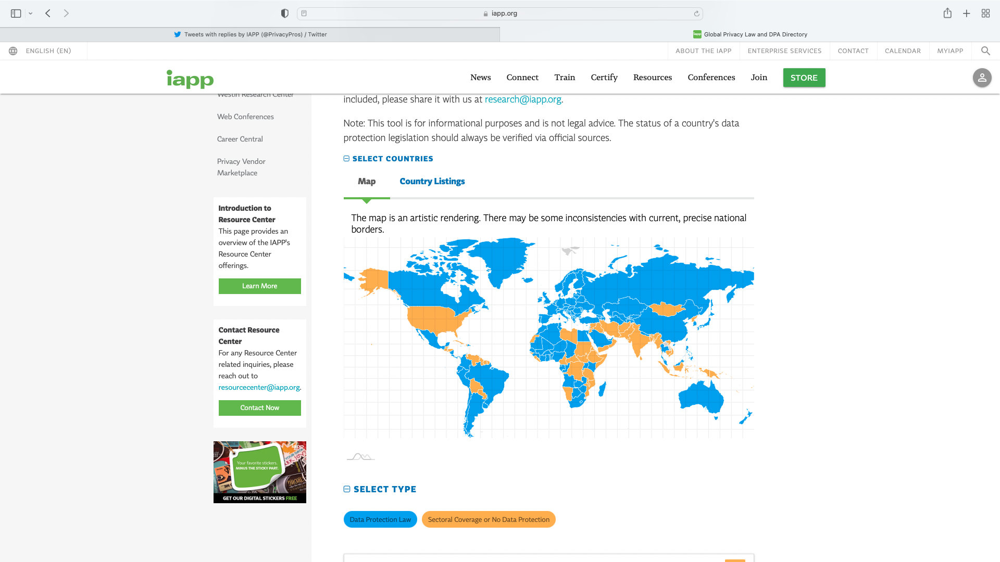 iapp.org
Tweets with replies by IAPP (@PrivacyPros) / Twitter
iapp
Global Privacy Law and DPA Directory
ENGLISH (EN)
ABOUT THE IAPP
ENTERPRISE SERVICES
CONTACT
CALENDAR
MYIAPP
iapp
News
Connect
Train
Certify
Resources
Conferences
Join
STORE
Westin Research Center
Web Conferences
Career Central
Privacy Vendor
Marketplace
Introduction to
Resource Center
This page provides an
overview of the IAPP's
Resource Center
offerings.
Learn More
Contact Resource
Center
For any Resource Center
related inquiries, please
reach out to
resourcecenter@iapp.org.
Contact Now
iapp
Your favorite stickers.
MINUS THE STICKY PART.
GET OUR DIGITAL STICKERS FREE
included, please share it with us at research@iapp.org.
Note: This tool is for informational purposes and is not legal advice. The status of a country's data
protection legislation should always be verified via official sources.
SELECT COUNTRIES
Map
Country Listings
The map is an artistic rendering. There may be some inconsistencies with current, precise national
borders.
SELECT TYPE
Data Protection Law
Sectoral Coverage or No Data Protection